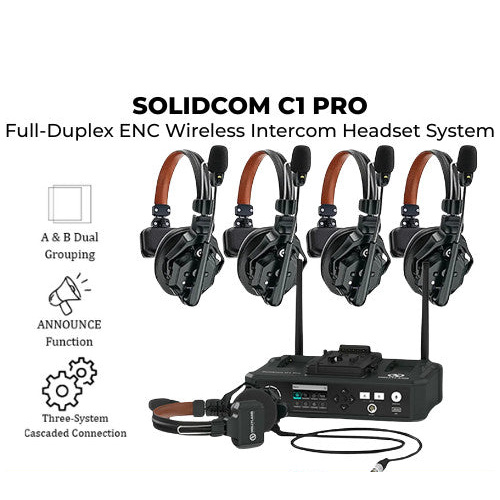 SOLIDCOM C1 PRO
Full-Duplex ENC Wireless Intercom Headset System
A & B Dual
Grouping
ANNOUNCE
Function
Three-System
Cascaded Connection